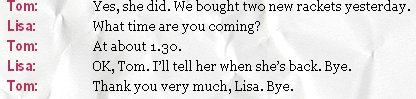 Tom: Yes, she did. We bought two new rackets yesterday.
Lisa: What time are you coming?
Tom: At about 1.30.
Lisa: OK, Tom. I'll tell her when she's back. Bye.
Tom: Thank you very much, Lisa. Bye.